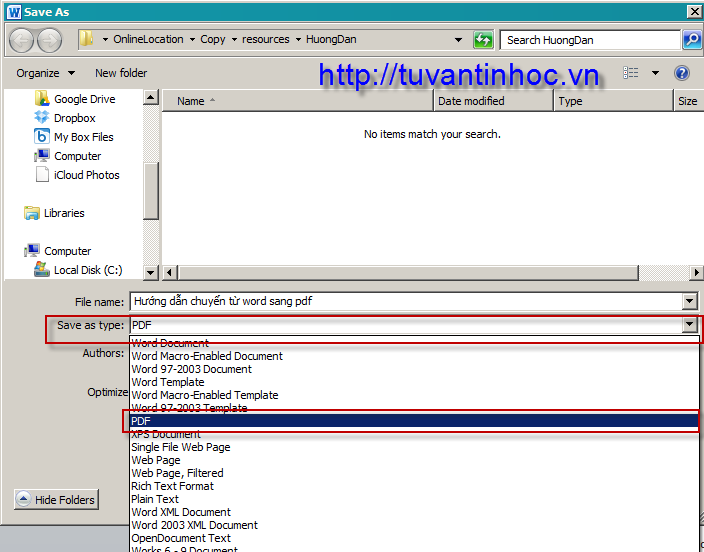 Save As
OnlineLocation
Copy
resources
HuongDan
Search HuongDan
Organize
New folder
http://tuvantinhoc.vn
Google Drive
Dropbox
My Box Files
Computer
iCloud Photos
Libraries
Computer
Local Disk (C:)
Name
Date modified
Type
Size
No items match your search.
File name:
Hướng dẫn chuyển từ word sang pdf
Save as type:
PDF
Authors:
Optimize
Word Document
Word Macro-Enabled Document
Word 97-2003 Document
Word Template
Word Macro-Enabled Template
Word 97-2003 Template
PDF
XPS Document
Single File Web Page
Web Page
Web Page, Filtered
Rich Text Format
Plain Text
Word XML Document
Word 2003 XML Document
OpenDocument Text
Works 6 - 9 Document
Hide Folders